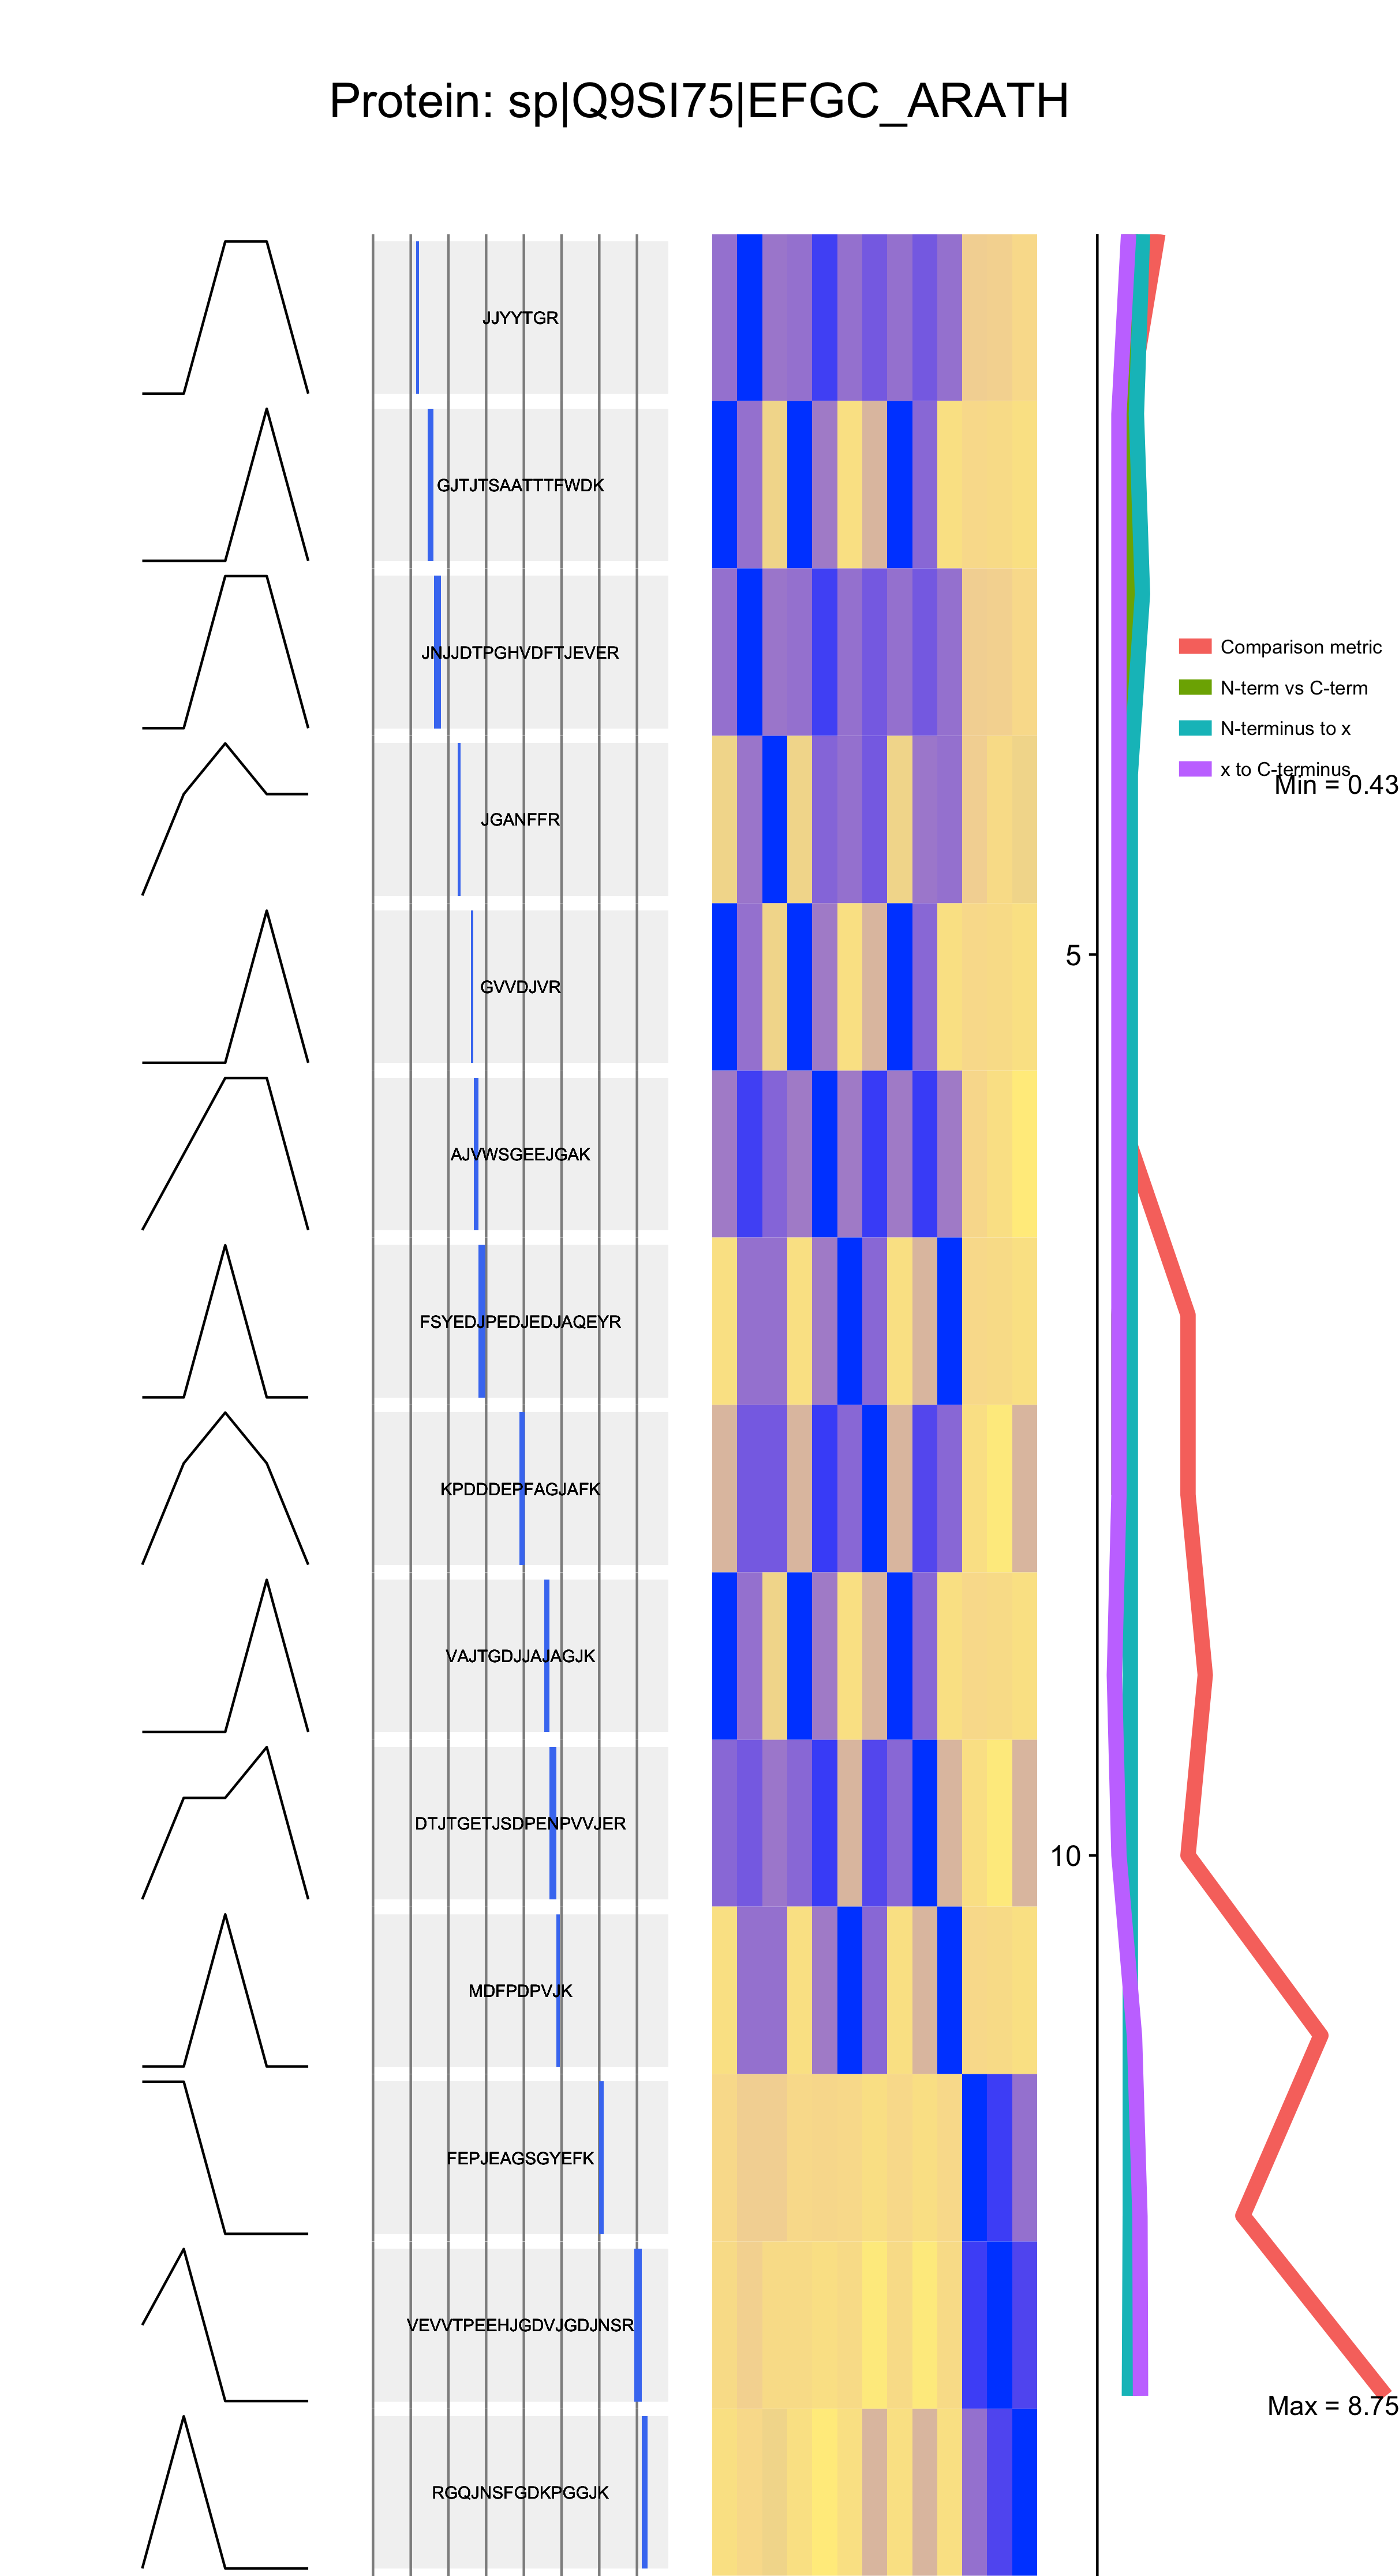 Protein: sp|Q9SI75|EFGC_ARATH
JJYYTGR
GJTJTSAATTTFWDK
JNJJDTPGHVDFTJEVER
Comparison metric
N-term vs C-term
N-terminus to x
x to C-terminus
Min = 0.43
JGANFFR
5
GVVDJVR
AJVWSGEEJGAK
FSYEDJPEDJEDJAQEYR
KPDDDEPFAGJAFK
VAJTGDJJAJAGJK
DTJTGETJSDPENPVVJER
10
MDFPDPVJK
FEPJEAGSGYEFK
VEVVTPEEHJGDVJGDJNSR
Max = 8.75
RGQJNSFGDKPGGJK